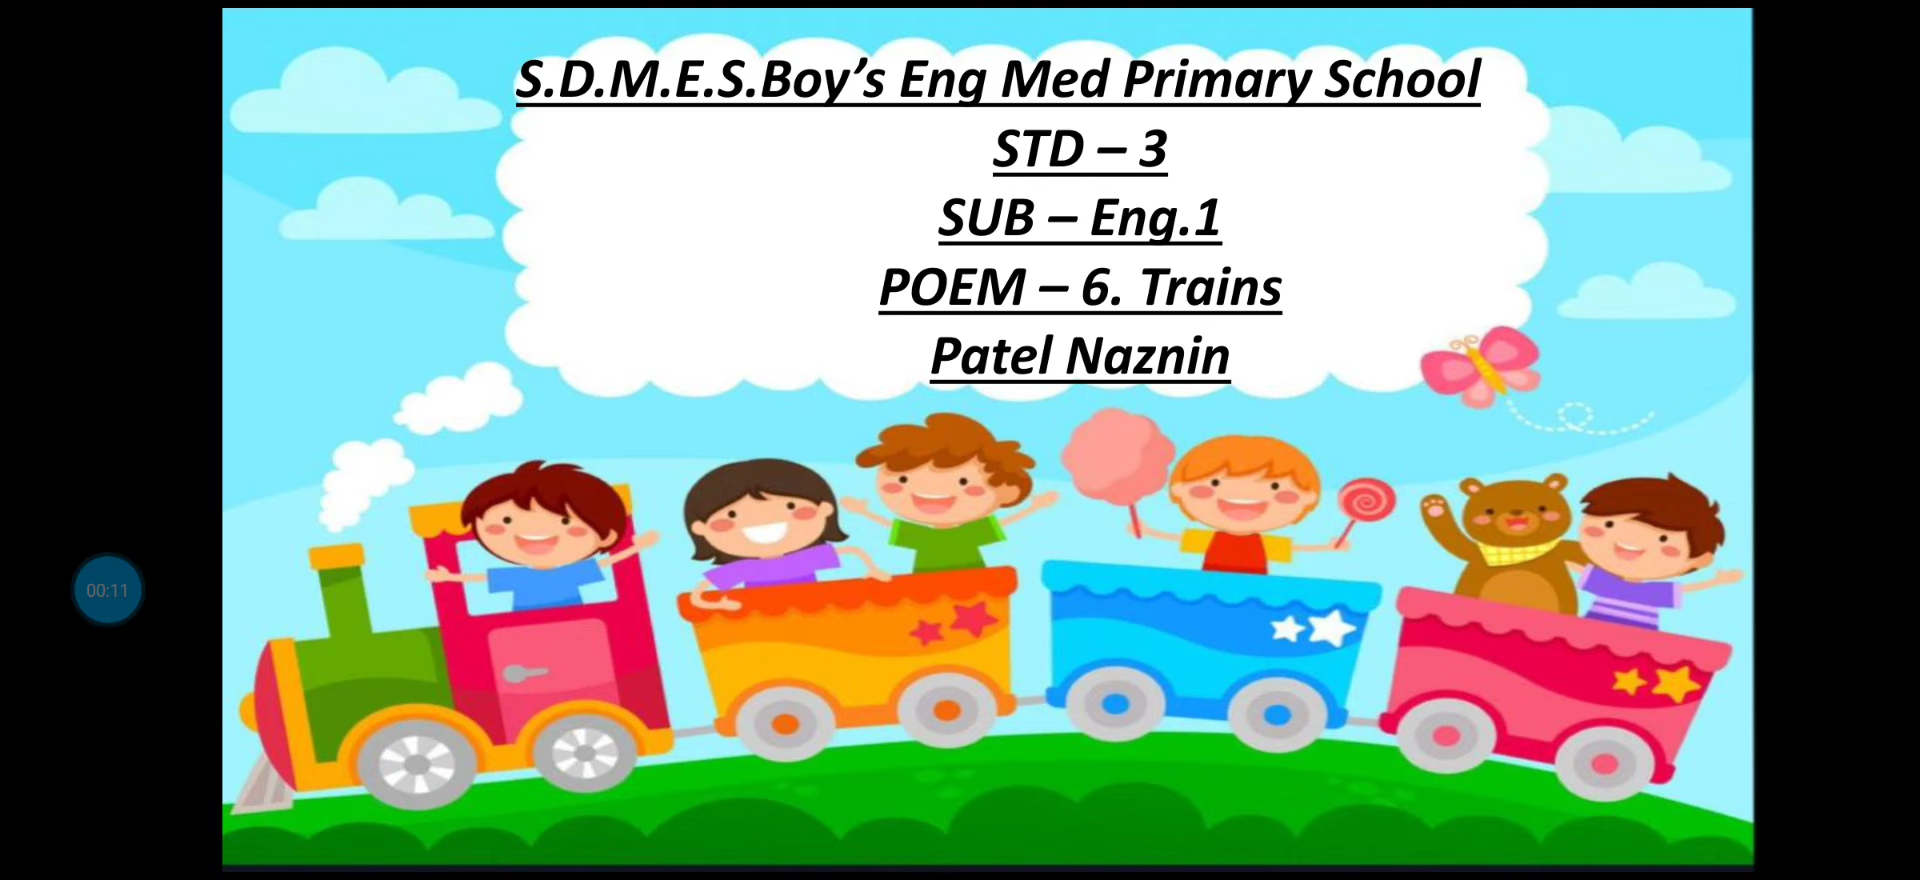 S.D.M.E.S.Boy’s Eng Med Primary School
STD – 3
SUB – Eng.1
POEM – 6. Trains
Patel Naznin
00:11